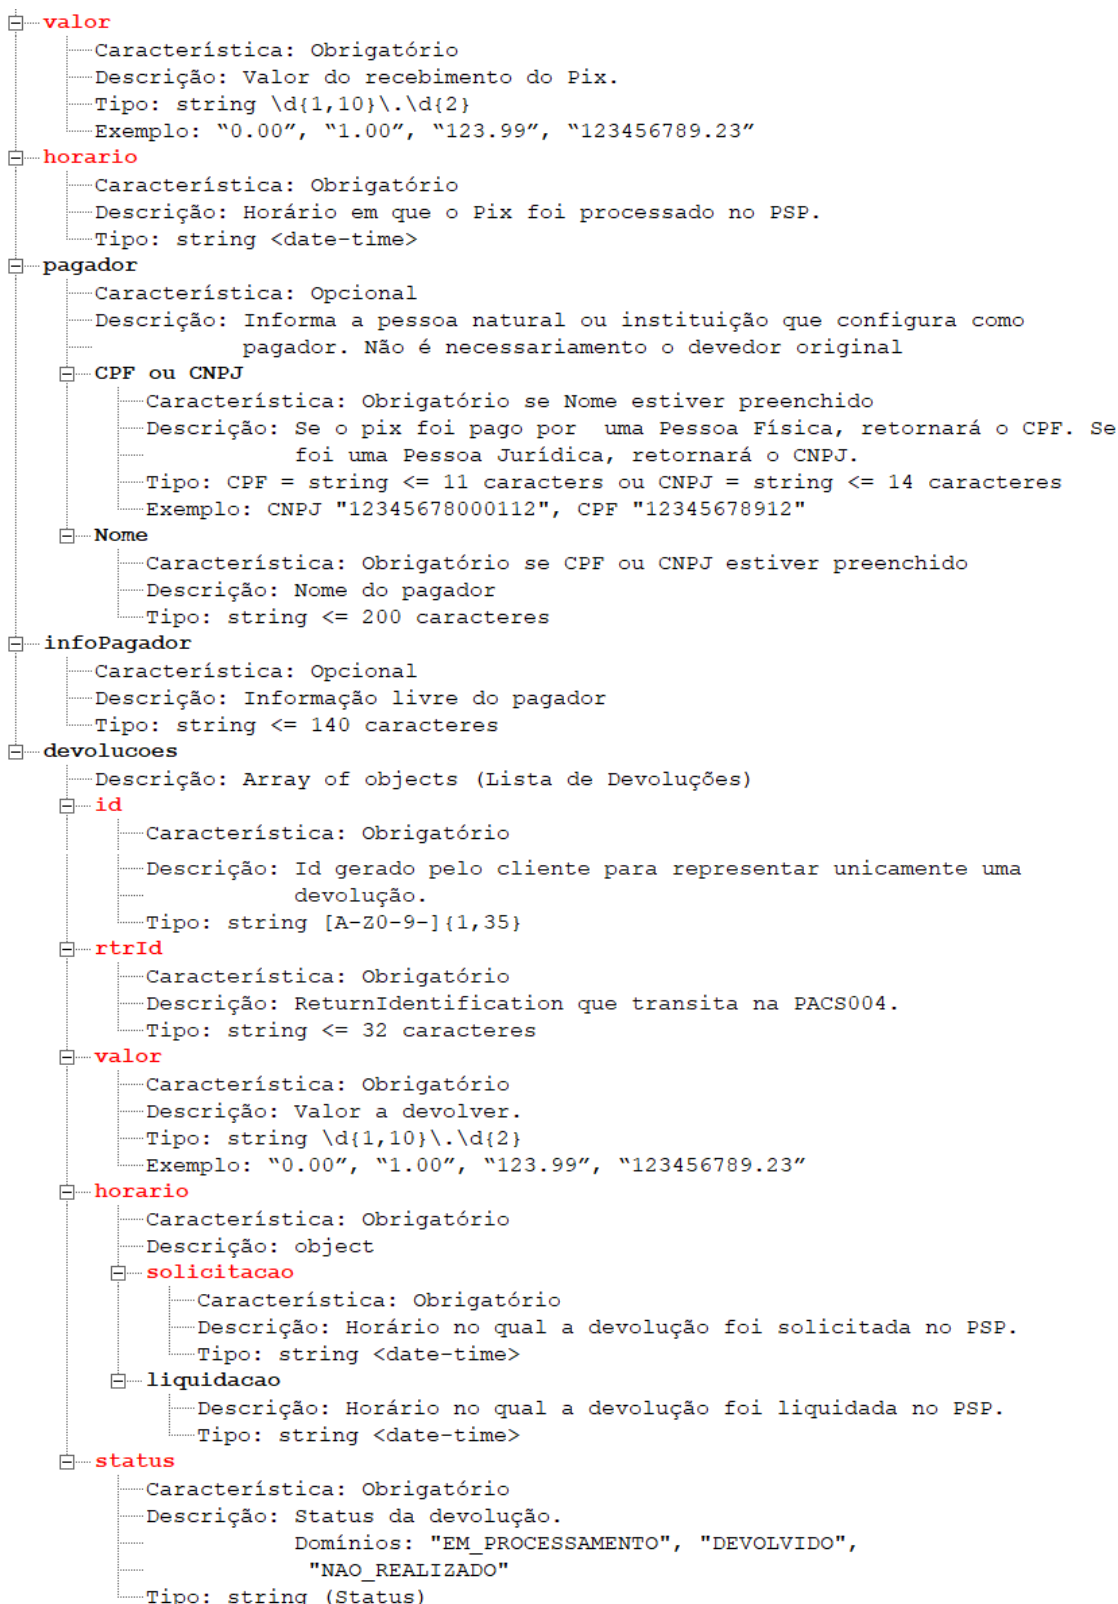 valor
Característica: Obrigatório
Descrição: Valor do recebimento do Pix.
Tipo: string \d{1,10}\.\d{2}
Exemplo: “0.00”, “1.00”, “123.99”, “123456789.23”
horario
Característica: Obrigatório
Descrição: Horário em que o Pix foi processado no PSP.
Tipo: string <date-time>
pagador
Característica: Opcional
Descrição: Informa a pessoa natural ou instituição que configura como
pagador. Não é necessariamento o devedor original
CPF ou CNPJ
Característica: Obrigatório se Nome estiver preenchido
Descrição: Se o pix foi pago por  uma Pessoa Física, retornará o CPF. Se
foi uma Pessoa Jurídica, retornará o CNPJ.
Tipo: CPF = string <= 11 caracters ou CNPJ = string <= 14 caracteres
Exemplo: CNPJ "12345678000112", CPF "12345678912"
Nome
Característica: Obrigatório se CPF ou CNPJ estiver preenchido
Descrição: Nome do pagador
Tipo: string <= 200 caracteres
infoPagador
Característica: Opcional
Descrição: Informação livre do pagador
Tipo: string <= 140 caracteres
devolucoes
Descrição: Array of objects (Lista de Devoluções)
id
Característica: Obrigatório
Descrição: Id gerado pelo cliente para representar unicamente uma
devolução.
Tipo: string [A-Z0-9-]{1,35}
rtrId
Característica: Obrigatório
Descrição: ReturnIdentification que transita na PACS004.
Tipo: string <= 32 caracteres
valor
Característica: Obrigatório
Descrição: Valor a devolver.
Tipo: string \d{1,10}\.\d{2}
Exemplo: “0.00”, “1.00”, “123.99”, “123456789.23”
horario
Característica: Obrigatório
Descrição: object
solicitacao
Característica: Obrigatório
Descrição: Horário no qual a devolução foi solicitada no PSP.
Tipo: string <date-time>
liquidacao
Descrição: Horário no qual a devolução foi liquidada no PSP.
Tipo: string <date-time>
status
Característica: Obrigatório
Descrição: Status da devolução.
Domínios: "EM_PROCESSAMENTO", "DEVOLVIDO",
"NAO_REALIZADO"
Tipo: string (Status)